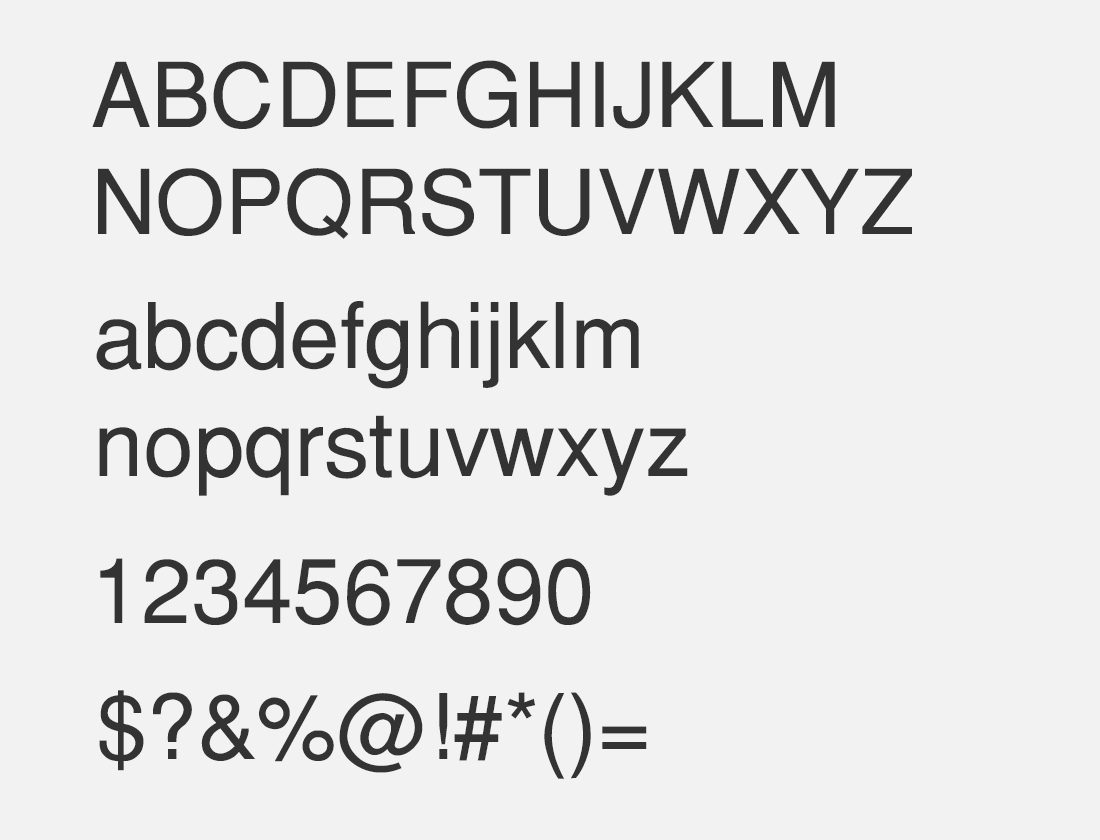 ABCDEFGHIJKLM
NOPQRSTUVWXYZ
abcdefghijklm
nopqrstuvwxyz
1234567890
$?&%@!#*()=